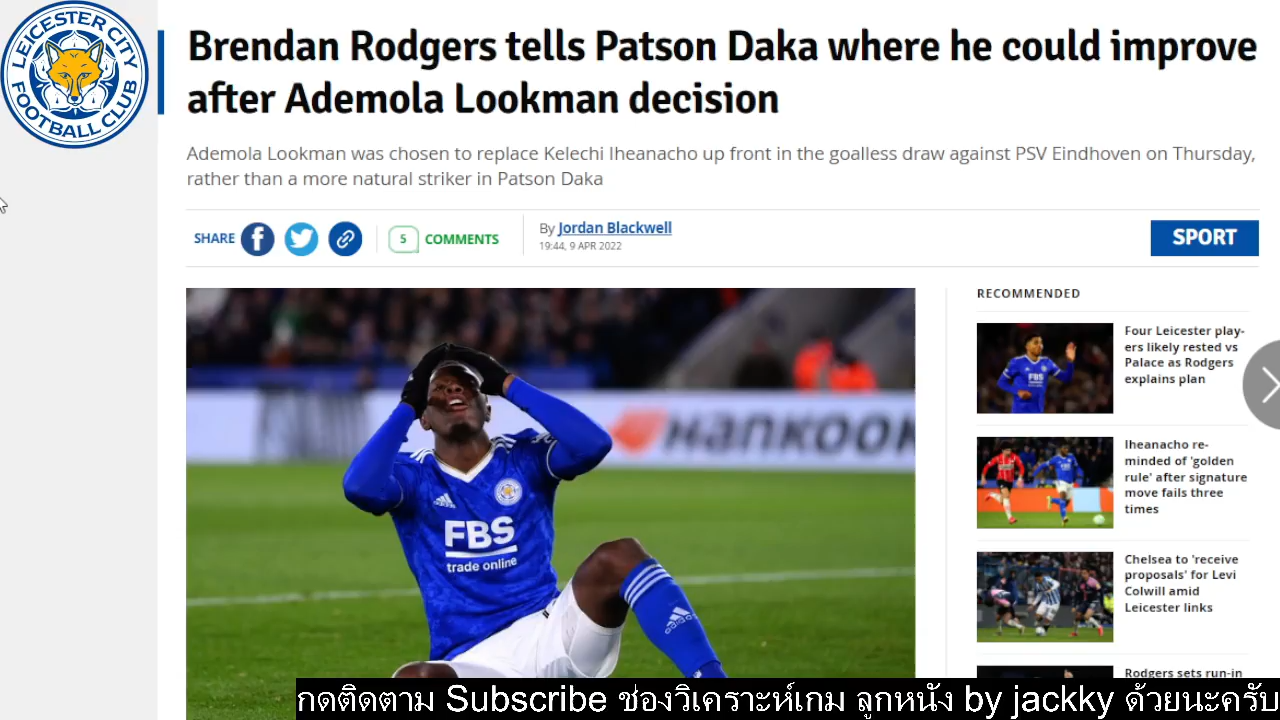 LEICESTER CITY
FOOTBALL CLUB
Brendan Rodgers tells Patson Daka where he could improve
after Ademola Lookman decision
Ademola Lookman was chosen to replace Kelechi Iheanacho up front in the goalless draw against PSV Eindhoven on Thursday,
rather than a more natural striker in Patson Daka
SHARE
5 COMMENTS
By Jordan Blackwell
19:44, 9 APR 2022
SPORT
RECOMMENDED
Four Leicester play-
ers likely rested vs
Palace as Rodgers
explains plan
Iheanacho re-
minded of 'golden
rule' after signature
move fails three
times
Chelsea to 'receive
proposals' for Levi
Colwill amid
Leicester links
Rodgers sets run-in
HANKOOK
FBS
trade online
adidas
FBS
กดติดตาม Subscribe ช่องวิเคราะห์เกม ลูกหนัง by jackky ด้วยนะครับ